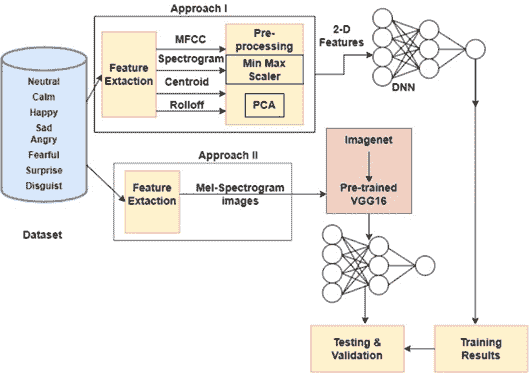 Approach I
Neutral
Calm
Happy
Sad
Angry
Fearful
Surprise
Disguist
Dataset
Feature
Extaction
MFCC
Spectrogram
Centroid
Rolloff
Pre-
processing
Min Max
Scaler
PCA
2-D
Features
DNN
Approach II
Feature
Exctaction
Mel-Spectrogram
images
Imagenet
Pre-trained
VGG16
Testing &
Validation
Training
Results